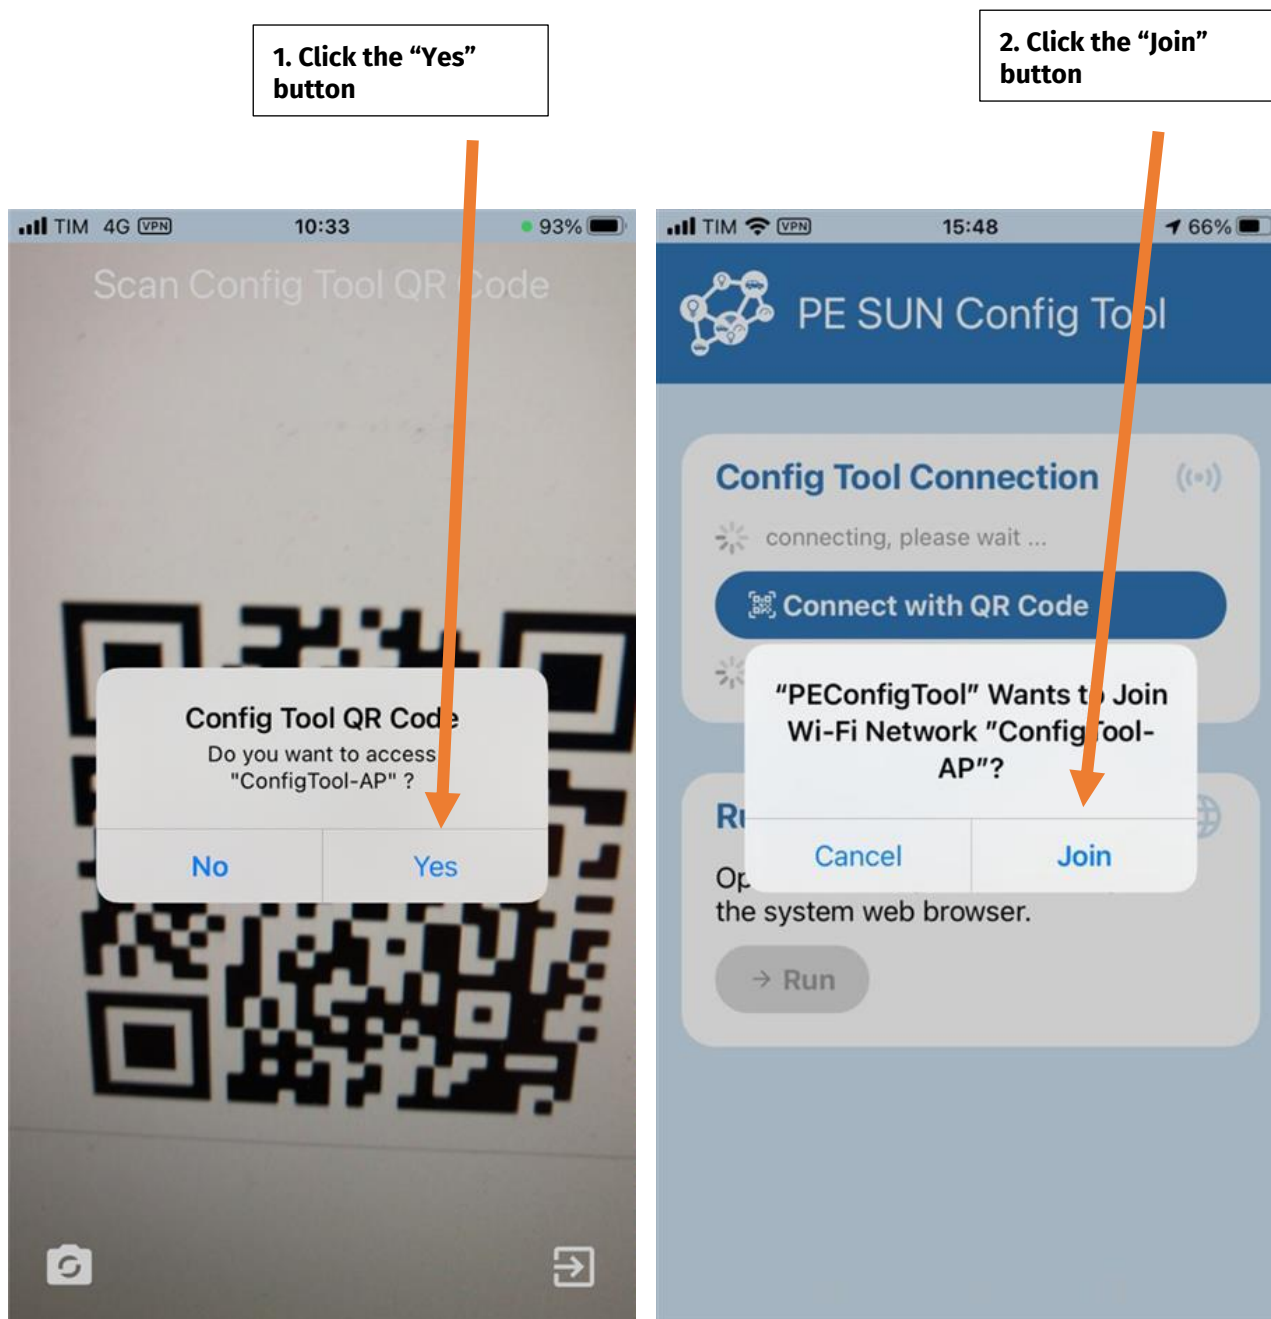 1. Click the “Yes”
button
2. Click the “Join”
button
TIM 4G VPN 10:33 93%
Scan Config Tool QR Code
Config Tool QR Code
Do you want to access
"ConfigTool-AP" ?
No Yes
TIM VPN 15:48 66%
PE SUN Config Tool
Config Tool Connection
connecting, please wait ...
Connect with QR Code
“PEConfigTool” Wants to Join
Wi-Fi Network “ConfigTool-
AP”?
Cancel Join
the system web browser.
→ Run